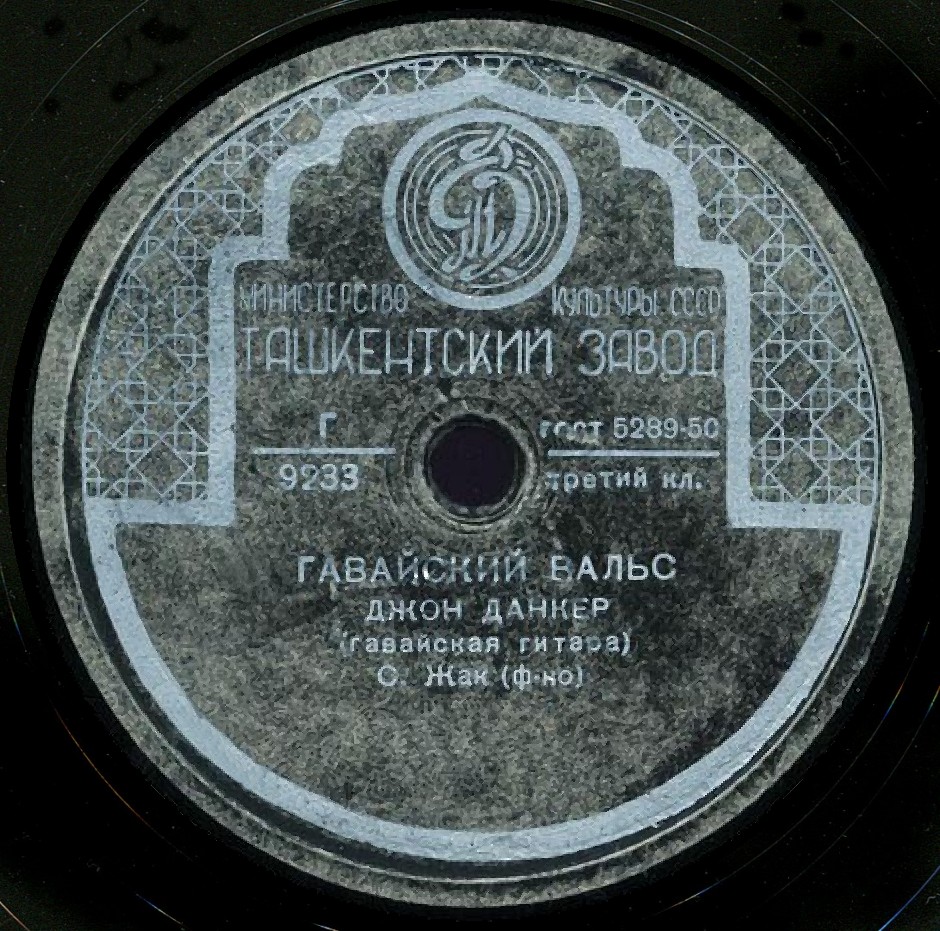 МИНИСТЕРСТВО КУЛЬТУРЫ СССР
ТАШКЕНТСКИЙ ЗАВОД
Г ГОСТ 5289-50
9233 третий кл.
ГАВАЙСКИЙ ВАЛЬС
ДЖОН ДАНКЕР
(гавайская гитара)
С. Жак (ф-но)